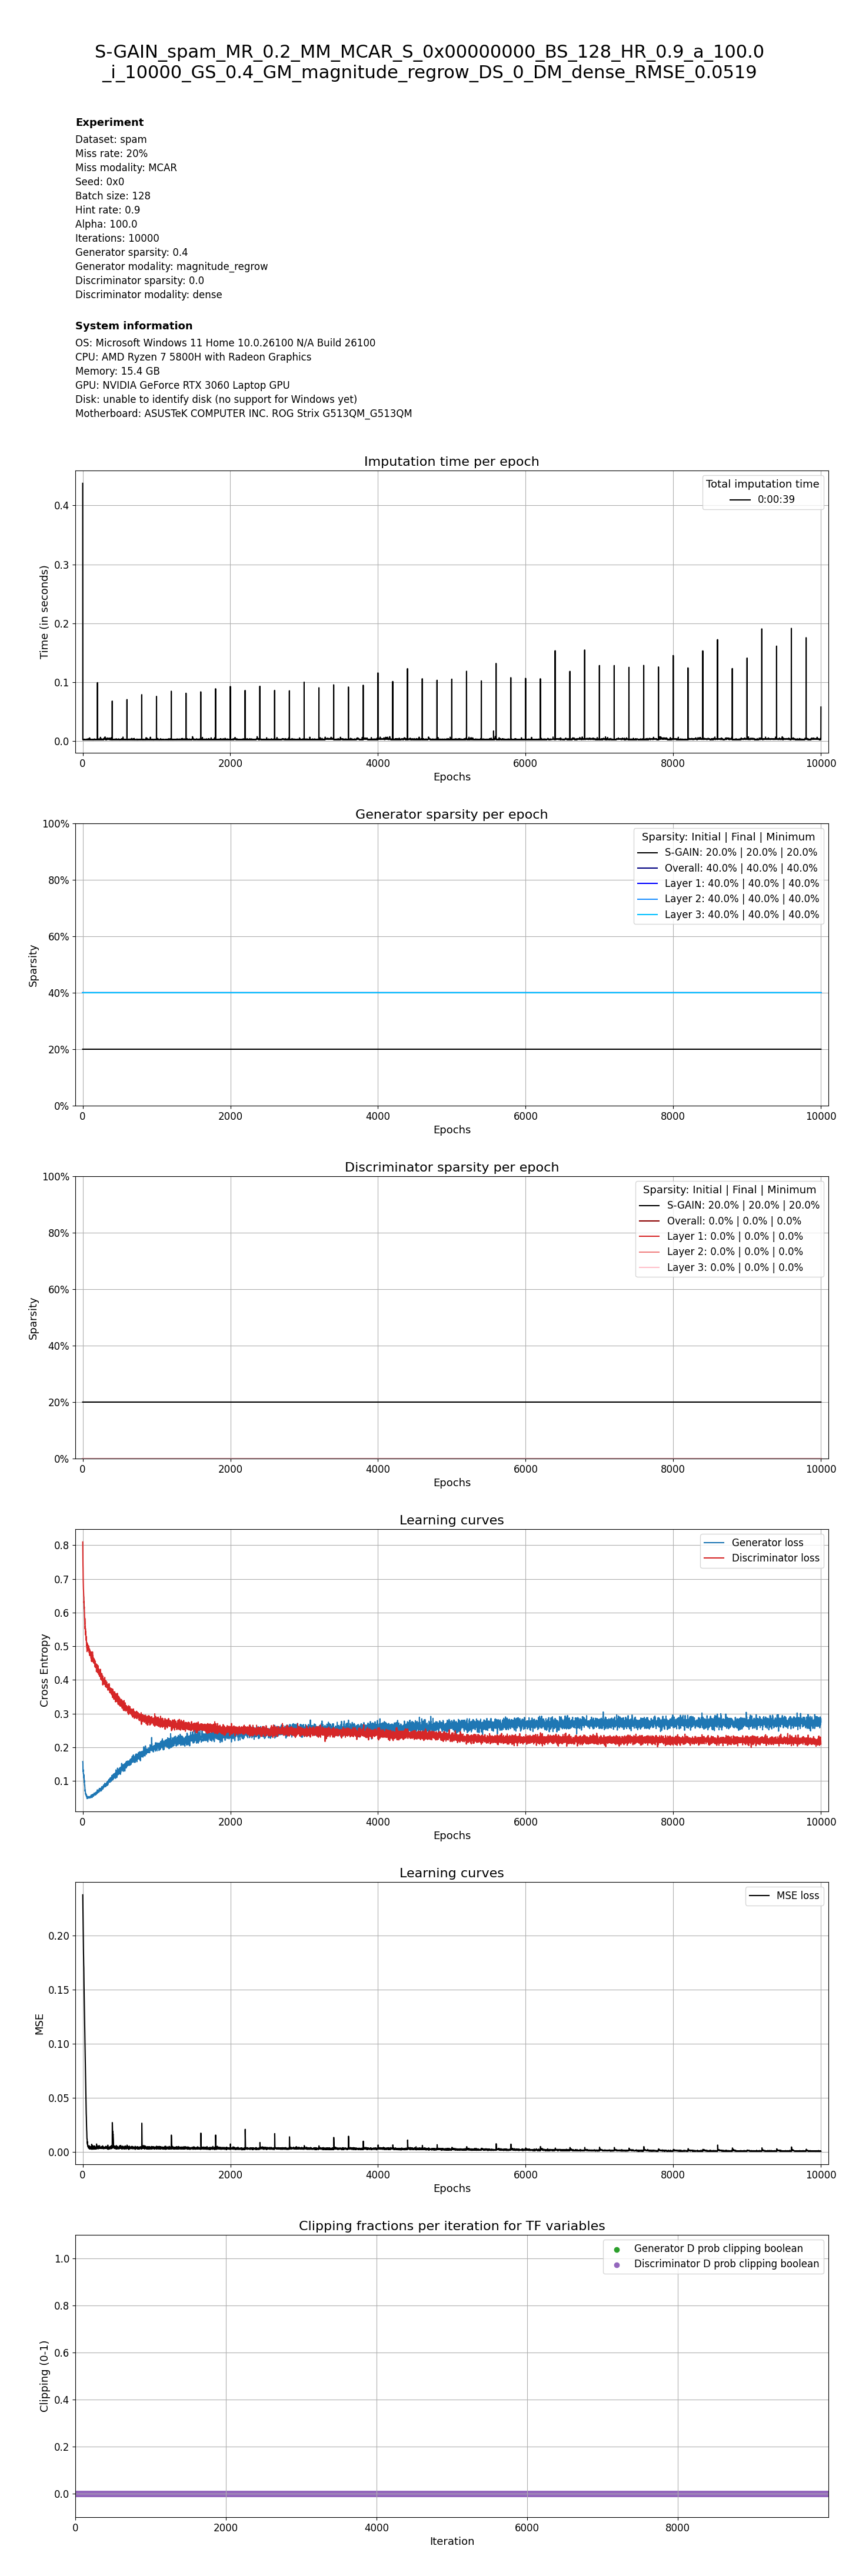 S-GAIN_spam_MR_0.2_MM_MCAR_S_0x00000000_BS_128_HR_0.9_a_100.0
_i_10000_GS_0.4_GM_magnitude_regrow_DS_0_DM_dense_RMSE_0.0519
Experiment
Dataset: spam
Miss rate: 20%
Miss modality: MCAR
Seed: 0x0
Batch size: 128
Hint rate: 0.9
Alpha: 100.0
Iterations: 10000
Generator sparsity: 0.4
Generator modality: magnitude_regrow
Discriminator sparsity: 0.0
Discriminator modality: dense
System information
OS: Microsoft Windows 11 Home 10.0.26100 N/A Build 26100
CPU: AMD Ryzen 7 5800H with Radeon Graphics
Memory: 15.4 GB
GPU: NVIDIA GeForce RTX 3060 Laptop GPU
Disk: unable to identify disk (no support for Windows yet)
Motherboard: ASUSTeK COMPUTER INC. ROG Strix G513QM_G513QM
Imputation time per epoch
Total imputation time
0:00:39
Time (in seconds)
0.4
0.3
0.2
0.1
0.0
0 2000 4000 6000 8000 10000
Epochs
Generator sparsity per epoch
Sparsity: Initial | Final | Minimum
S-GAIN: 20.0% | 20.0% | 20.0%
Overall: 40.0% | 40.0% | 40.0%
Layer 1: 40.0% | 40.0% | 40.0%
Layer 2: 40.0% | 40.0% | 40.0%
Layer 3: 40.0% | 40.0% | 40.0%
Sparsity
100%
80%
60%
40%
20%
0%
0 2000 4000 6000 8000 10000
Epochs
Discriminator sparsity per epoch
Sparsity: Initial | Final | Minimum
S-GAIN: 20.0% | 20.0% | 20.0%
Overall: 0.0% | 0.0% | 0.0%
Layer 1: 0.0% | 0.0% | 0.0%
Layer 2: 0.0% | 0.0% | 0.0%
Layer 3: 0.0% | 0.0% | 0.0%
Sparsity
100%
80%
60%
40%
20%
0%
0 2000 4000 6000 8000 10000
Epochs
Learning curves
Generator loss
Discriminator loss
Cross Entropy
0.8
0.7
0.6
0.5
0.4
0.3
0.2
0.1
0 2000 4000 6000 8000 10000
Epochs
Learning curves
MSE loss
MSE
0.20
0.15
0.10
0.05
0.00
0 2000 4000 6000 8000 10000
Epochs
Clipping fractions per iteration for TF variables
Generator D prob clipping boolean
Discriminator D prob clipping boolean
Clipping (0-1)
1.0
0.8
0.6
0.4
0.2
0.0
0 2000 4000 6000 8000
Iteration